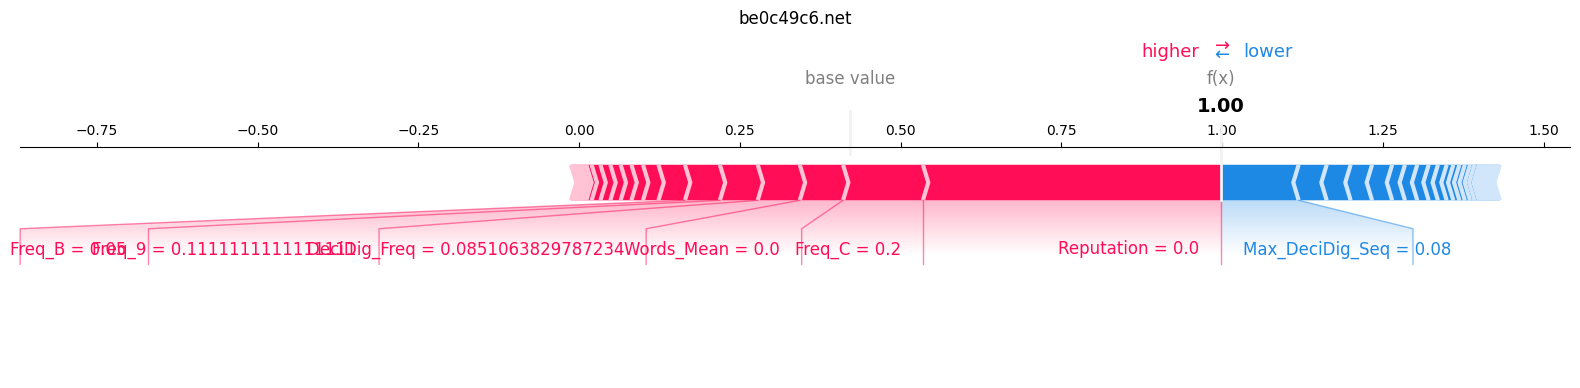 be0c49c6.net
higher ⇄ lower
base value f(x)
1.00
−0.75 −0.50 −0.25 0.00 0.25 0.50 0.75 1.00 1.25 1.50
Freq_B = 0.05 Freq_9 = 0.1111111111111111 DeciDig_Freq = 0.0851063829787234 Words_Mean = 0.0 Freq_C = 0.2 Reputation = 0.0 Max_DeciDig_Seq = 0.08